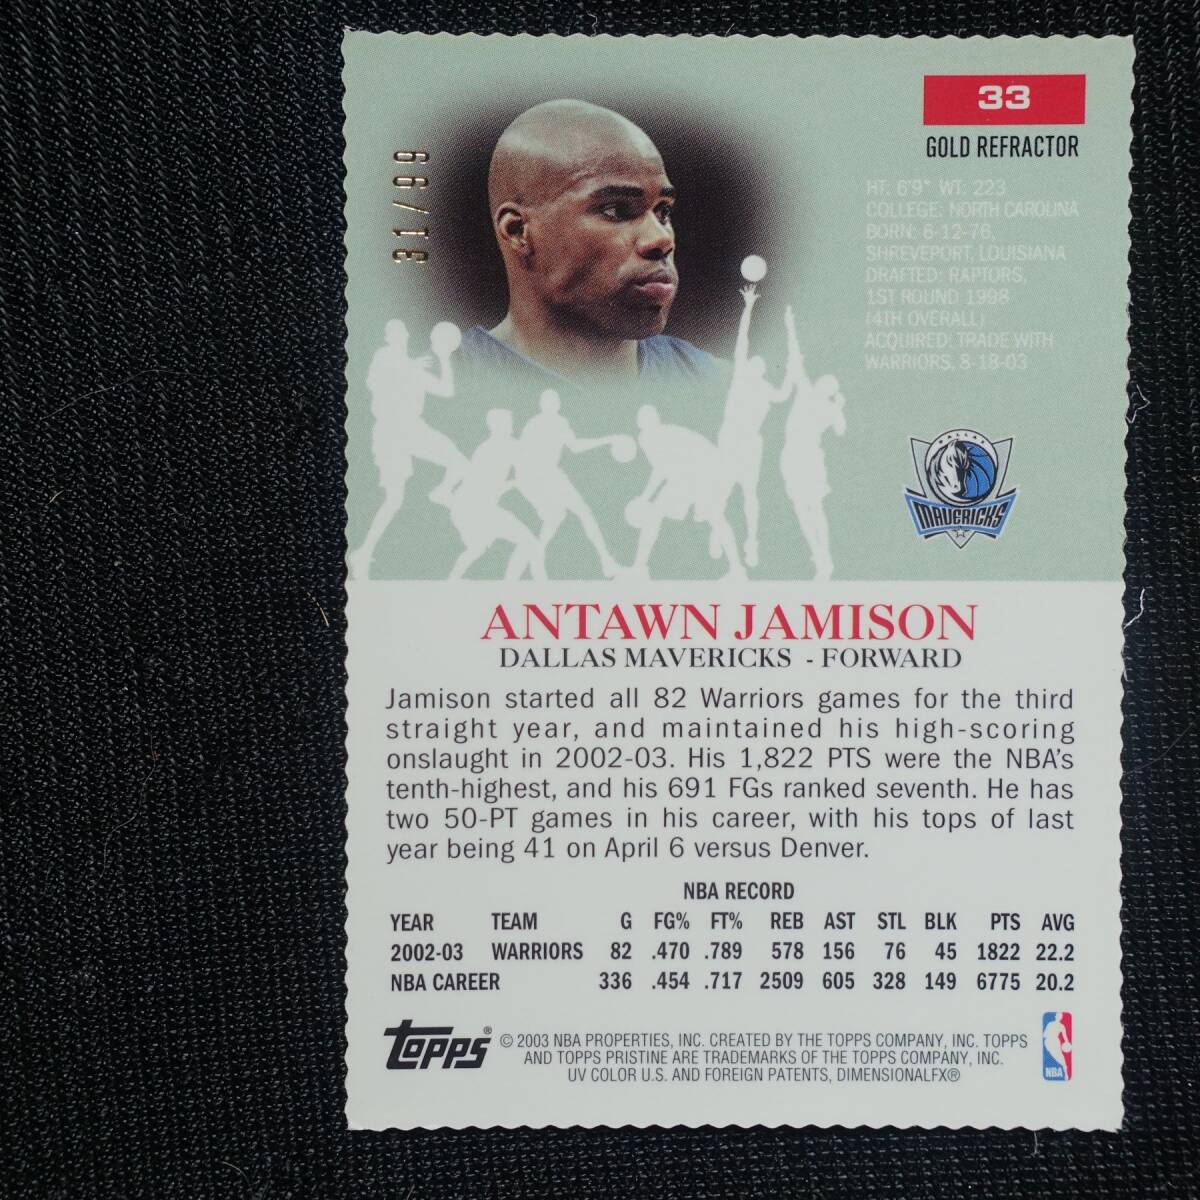 33
GOLD REFRACTOR
31/99
HT: 6'9" WT: 223
COLLEGE: NORTH CAROLINA
BORN: 6-12-76,
SHREVEPORT, LOUISIANA
DRAFTED: RAPTORS,
1ST ROUND 1998
(4TH OVERALL)
ACQUIRED: TRADE WITH
WARRIORS, 8-18-03
DALLAS
MAVERICKS
ANTAWN JAMISON
DALLAS MAVERICKS - FORWARD
Jamison started all 82 Warriors games for the third
straight year, and maintained his high-scoring
onslaught in 2002-03. His 1,822 PTS were the NBA's
tenth-highest, and his 691 FGs ranked seventh. He has
two 50-PT games in his career, with his tops of last
year being 41 on April 6 versus Denver.
NBA RECORD
YEAR TEAM G FG% FT% REB AST STL BLK PTS AVG
2002-03 WARRIORS 82 .470 .789 578 156 76 45 1822 22.2
NBA CAREER 336 .454 .717 2509 605 328 149 6775 20.2
topps®
© 2003 NBA PROPERTIES, INC. CREATED BY THE TOPPS COMPANY, INC. TOPPS
AND TOPPS PRISTINE ARE TRADEMARKS OF THE TOPPS COMPANY, INC.
UV COLOR U.S. AND FOREIGN PATENTS, DIMENSIONALFX®
NBA